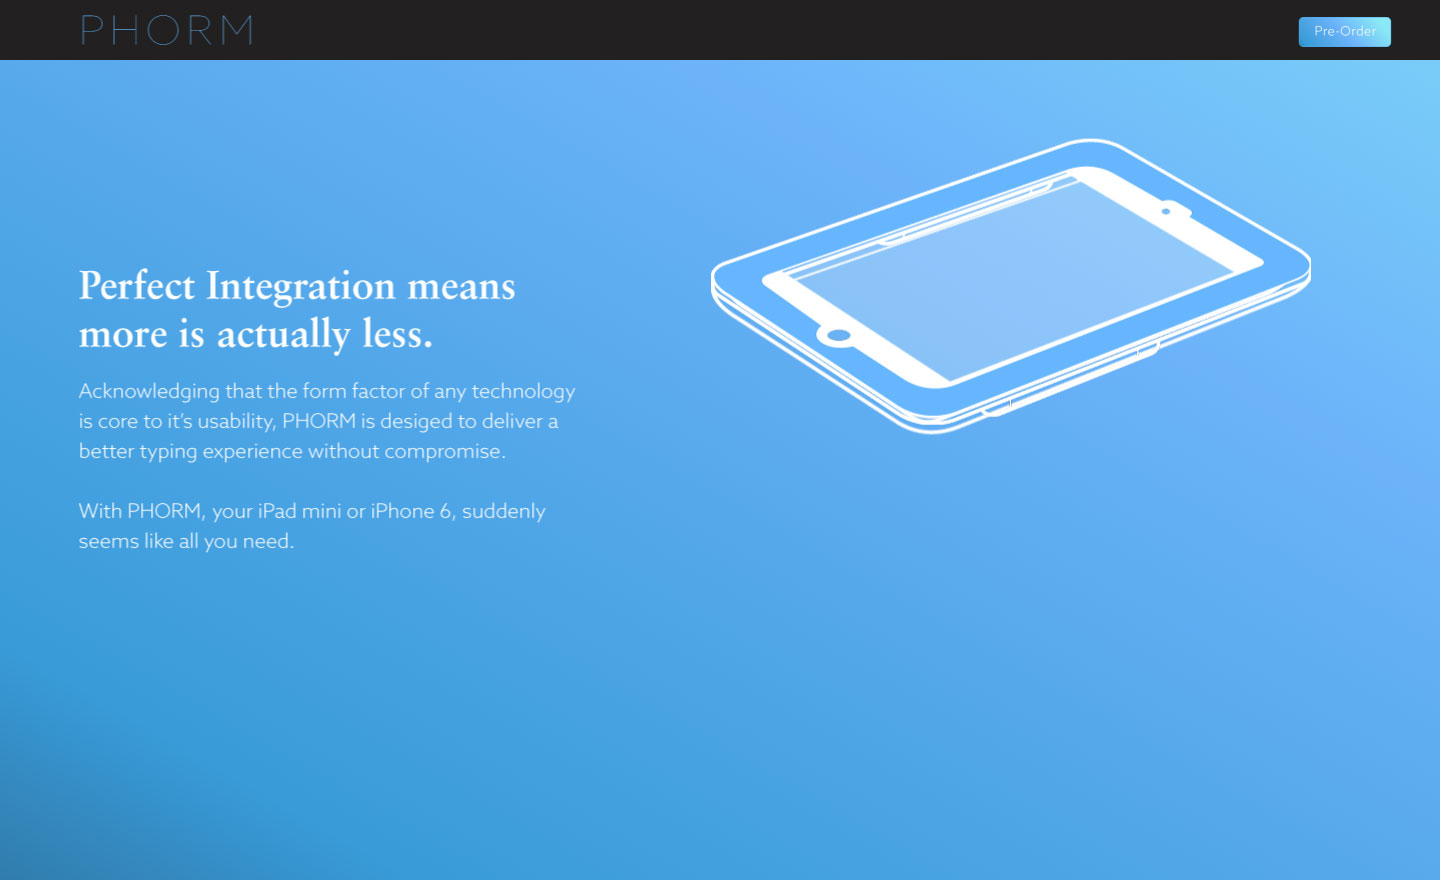 PHORM
Pre-Order
Perfect Integration means
more is actually less.
Acknowledging that the form factor of any technology
is core to it's usability, PHORM is desiged to deliver a
better typing experience without compromise.
With PHORM, your iPad mini or iPhone 6, suddenly
seems like all you need.